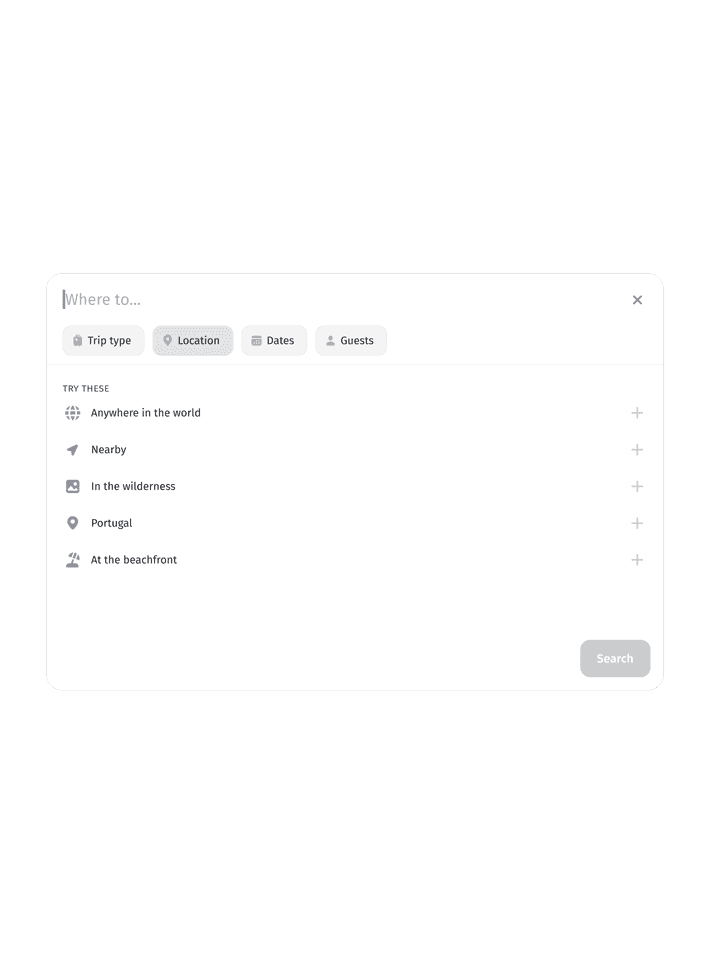 Where to...
Trip type Location Dates Guests
TRY THESE
Anywhere in the world
Nearby
In the wilderness
Portugal
At the beachfront
Search